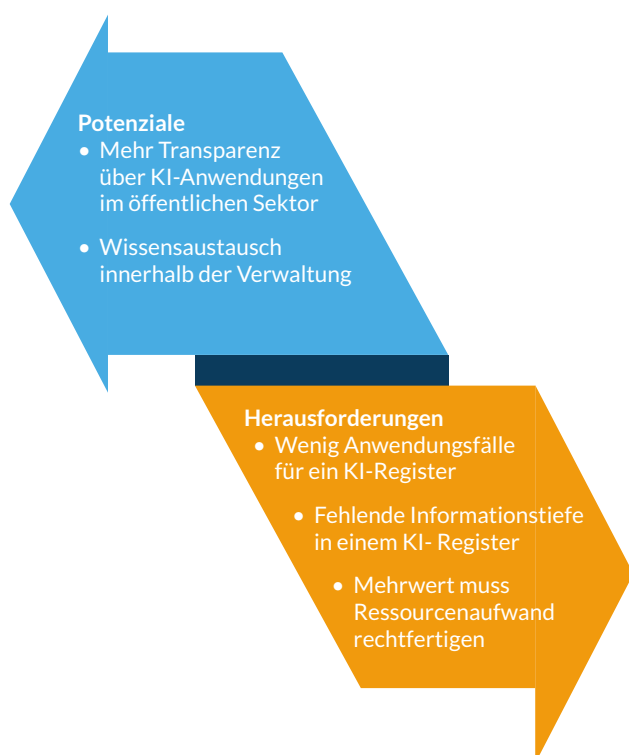 Potenziale
• Mehr Transparenz
über KI-Anwendungen
im öffentlichen Sektor
• Wissensaustausch
innerhalb der Verwaltung
Herausforderungen
• Wenig Anwendungsfälle
für ein KI-Register
• Fehlende Informationstiefe
in einem KI- Register
• Mehrwert muss
Ressourcenaufwand
rechtfertigen